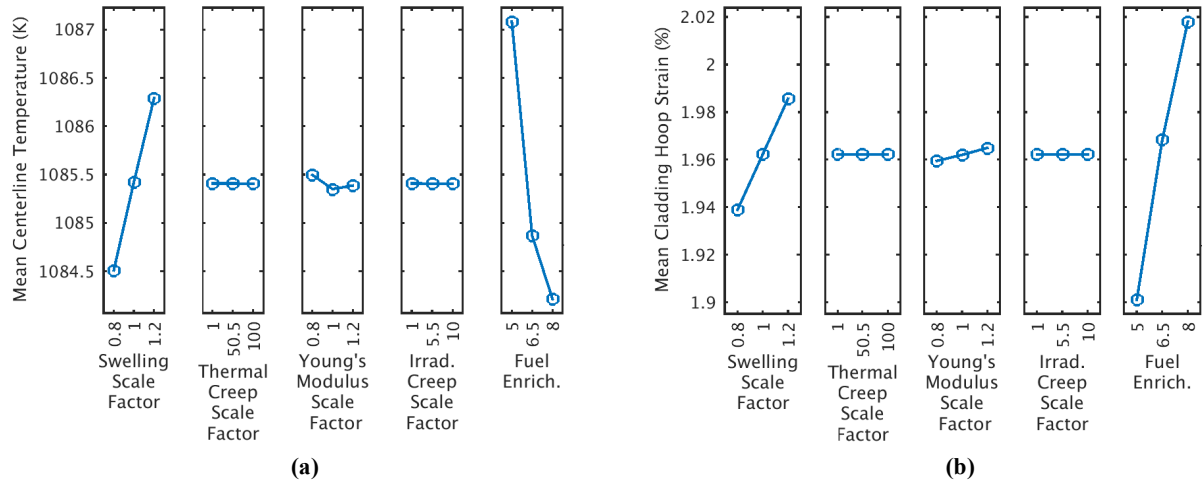 Mean Centerline Temperature (K)
1087
1086.5
1086
1085.5
1085
1084.5
0.8
1
1.2
Swelling
Scale
Factor
1
50.5
100
Thermal
Creep
Scale
Factor
0.8
1
1.2
Young's
Modulus
Scale
Factor
1
5.5
10
Irrad.
Creep
Scale
Factor
5
6.5
8
Fuel
Enrich.
(a)
Mean Cladding Hoop Strain (%)
2.02
2
1.98
1.96
1.94
1.92
1.9
0.8
1
1.2
Swelling
Scale
Factor
1
50.5
100
Thermal
Creep
Scale
Factor
0.8
1
1.2
Young's
Modulus
Scale
Factor
1
5.5
10
Irrad.
Creep
Scale
Factor
5
6.5
8
Fuel
Enrich.
(b)